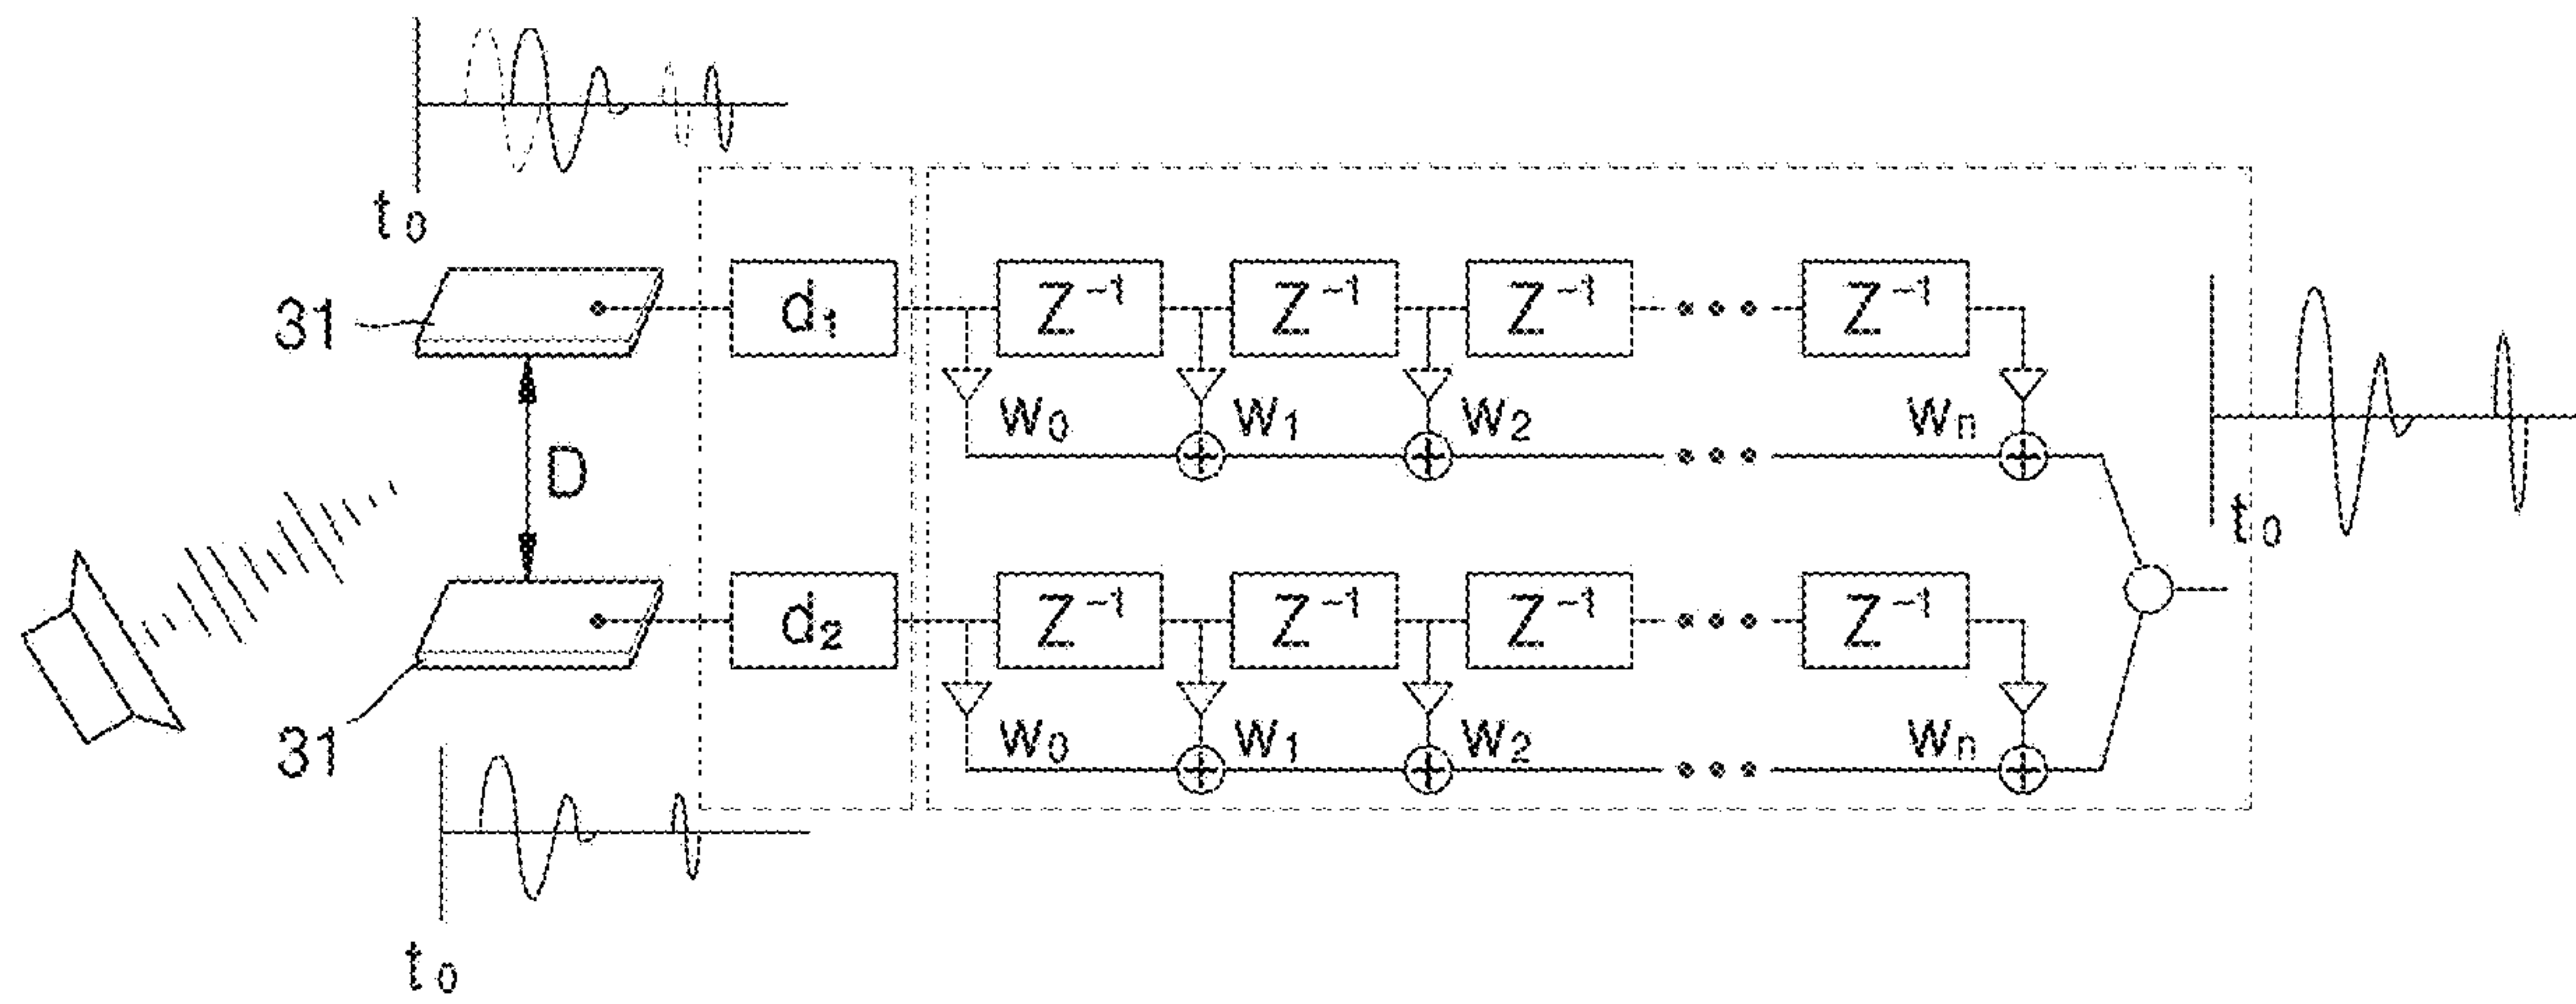 t₀
31
d₁ Z⁻¹ Z⁻¹ Z⁻¹ ••• Z⁻¹
W₀ W₁ W₂ ••• Wₙ
D
t₀
d₂ Z⁻¹ Z⁻¹ Z⁻¹ ••• Z⁻¹
31
W₀ W₁ W₂ ••• Wₙ
t₀